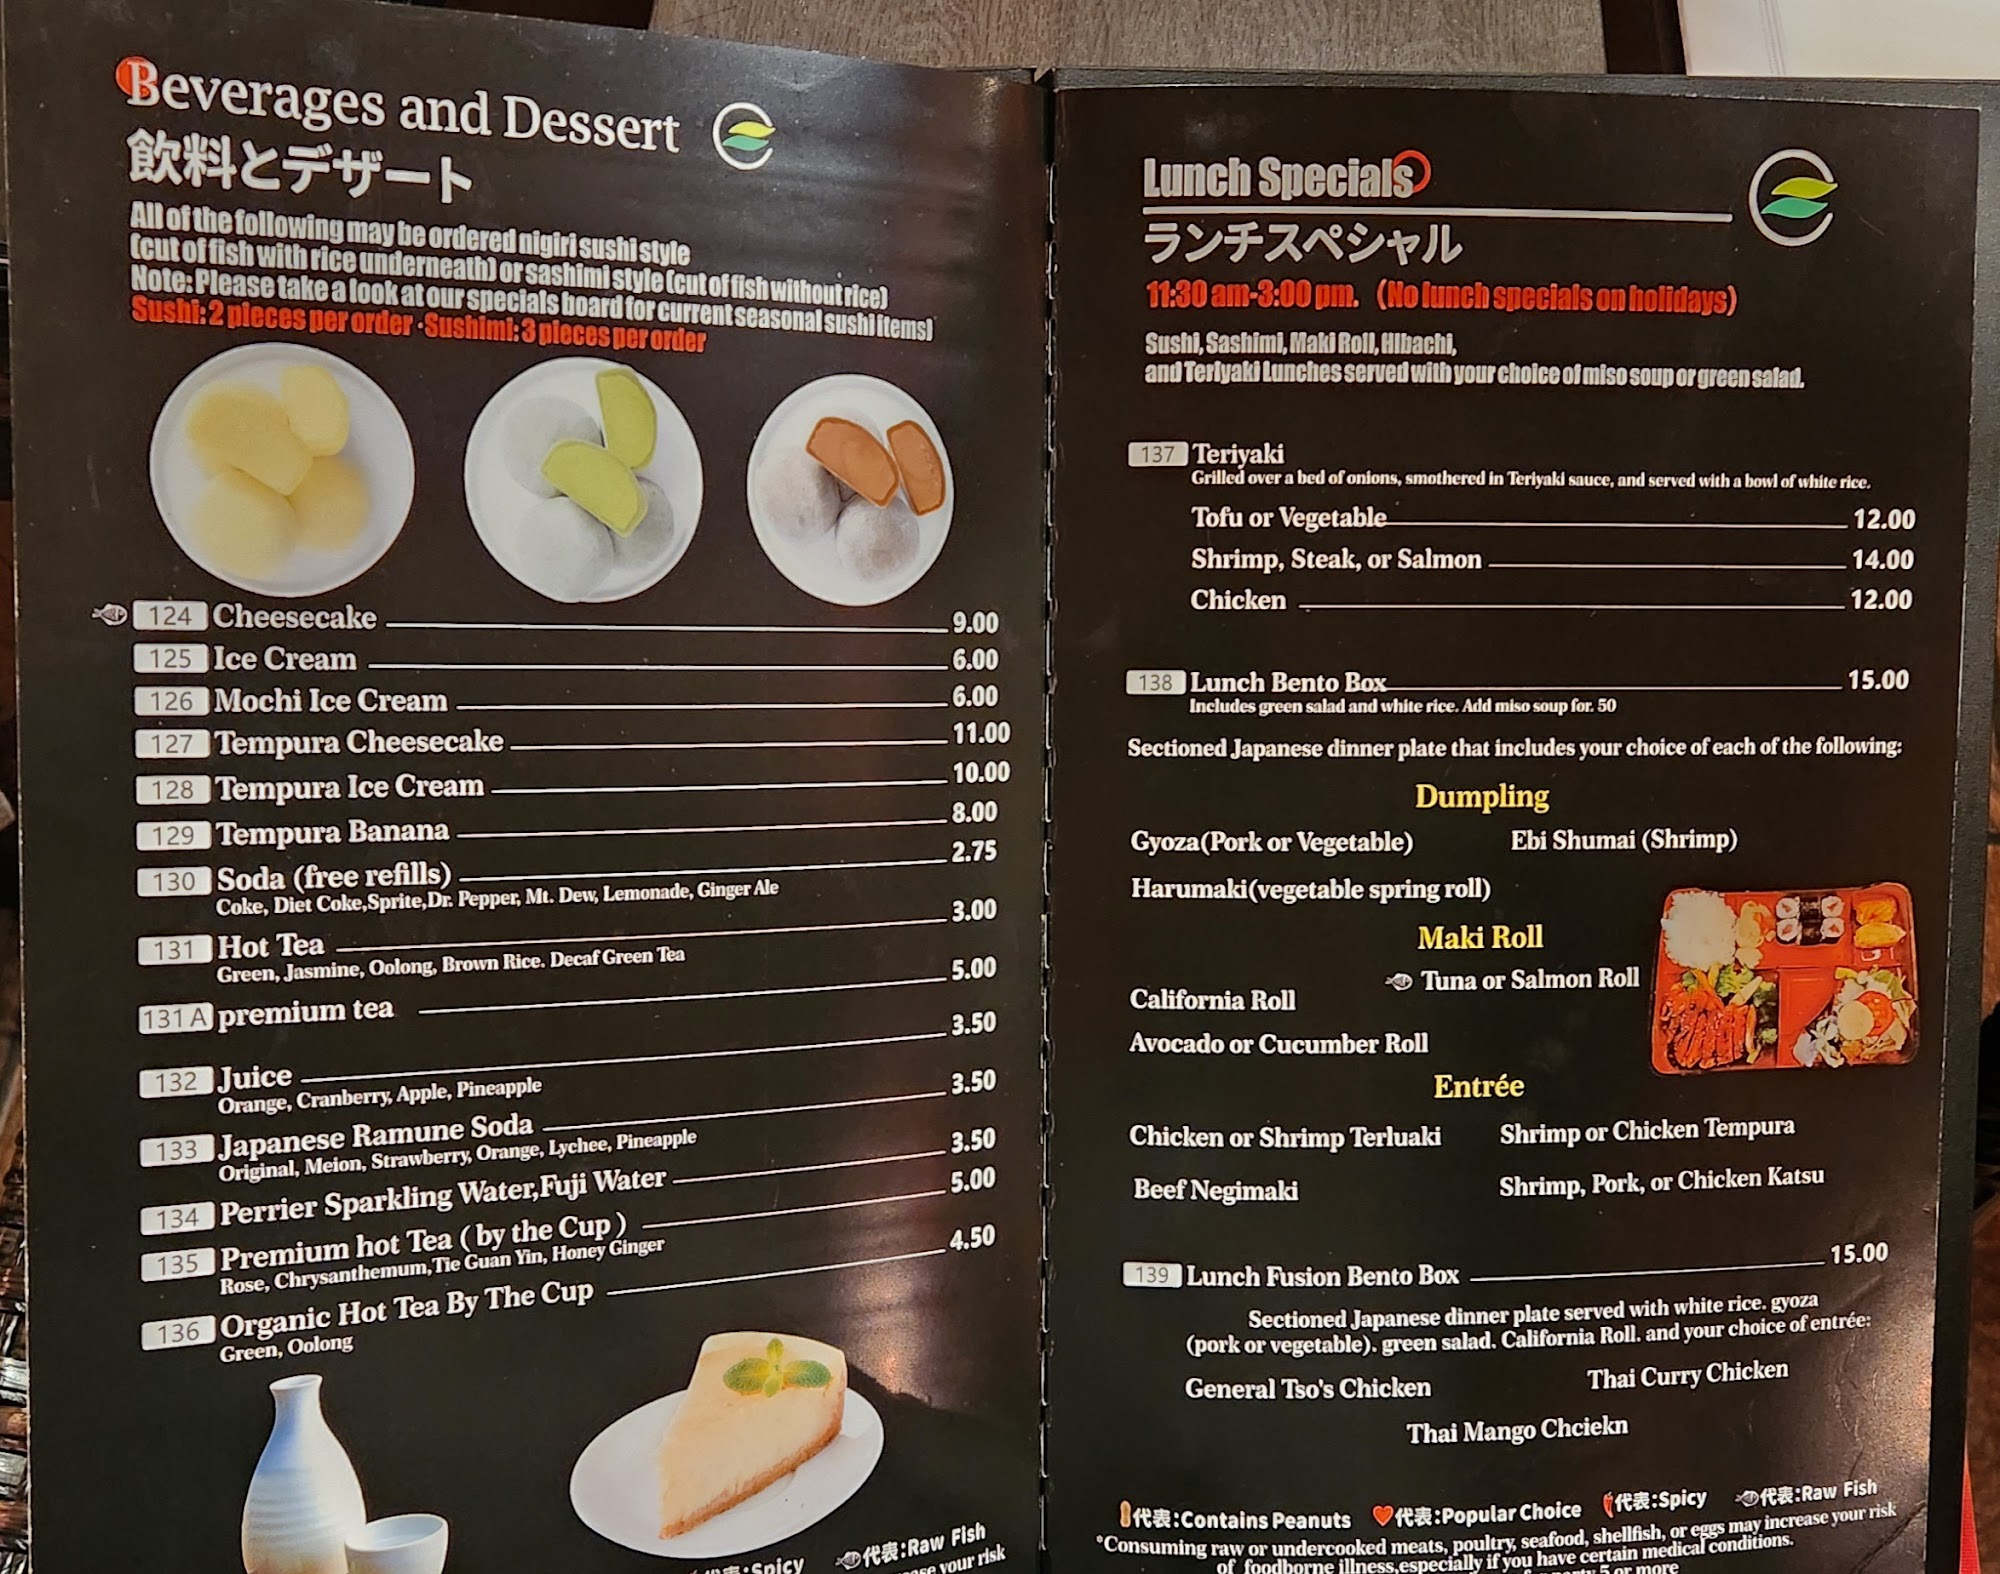 Beverages and Dessert
飲料とデザート
All of the following may be ordered nigiri sushi style
(cut of fish with rice underneath) or sashimi style (cut of fish without rice)
Note: Please take a look at our specials board for current seasonal sushi items)
Sushi: 2 pieces per order · Sushimi: 3 pieces per order
124 Cheesecake 9.00
125 Ice Cream 6.00
126 Mochi Ice Cream 6.00
127 Tempura Cheesecake 11.00
128 Tempura Ice Cream 10.00
129 Tempura Banana 8.00
130 Soda (free refills) 2.75
Coke, Diet Coke,Sprite,Dr. Pepper, Mt. Dew, Lemonade, Ginger Ale
131 Hot Tea 3.00
Green, Jasmine, Oolong, Brown Rice. Decaf Green Tea
131 A premium tea 5.00
132 Juice 3.50
Orange, Cranberry, Apple, Pineapple
133 Japanese Ramune Soda 3.50
Original, Meion, Strawberry, Orange, Lychee, Pineapple
134 Perrier Sparkling Water,Fuji Water 3.50
135 Premium hot Tea ( by the Cup ) 5.00
Rose, Chrysanthemum,Tie Guan Yin, Honey Ginger
136 Organic Hot Tea By The Cup 4.50
Green, Oolong
代表:Spicy 代表:Raw Fish
your risk
Lunch Specials
ランチスペシャル
11:30 am-3:00 pm. (No lunch specials on holidays)
Sushi, Sashimi, Maki Roll, Hibachi,
and Teriyaki Lunches served with your choice of miso soup or green salad.
137 Teriyaki
Grilled over a bed of onions, smothered in Teriyaki sauce, and served with a bowl of white rice.
Tofu or Vegetable 12.00
Shrimp, Steak, or Salmon 14.00
Chicken 12.00
138 Lunch Bento Box 15.00
Includes green salad and white rice. Add miso soup for. 50
Sectioned Japanese dinner plate that includes your choice of each of the following:
Dumpling
Gyoza(Pork or Vegetable) Ebi Shumai (Shrimp)
Harumaki(vegetable spring roll)
Maki Roll
Tuna or Salmon Roll
California Roll
Avocado or Cucumber Roll
Entrée
Chicken or Shrimp Terluaki Shrimp or Chicken Tempura
Beef Negimaki Shrimp, Pork, or Chicken Katsu
139 Lunch Fusion Bento Box 15.00
Sectioned Japanese dinner plate served with white rice. gyoza
(pork or vegetable). green salad. California Roll. and your choice of entrée:
General Tso's Chicken Thai Curry Chicken
Thai Mango Chciekn
代表:Contains Peanuts 代表:Popular Choice 代表:Spicy 代表:Raw Fish
*Consuming raw or undercooked meats, poultry, seafood, shellfish, or eggs may increase your risk
of foodborne illness,especially if you have certain medical conditions.
party 5 or more